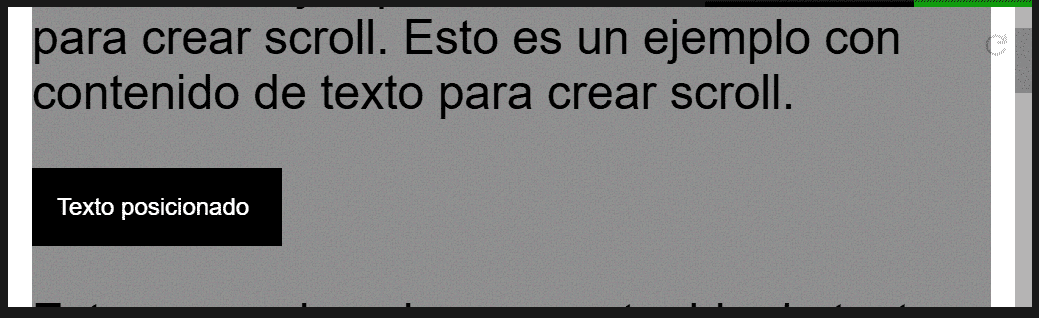 para crear scroll. Esto es un ejemplo con
contenido de texto para crear scroll.
Texto posicionado